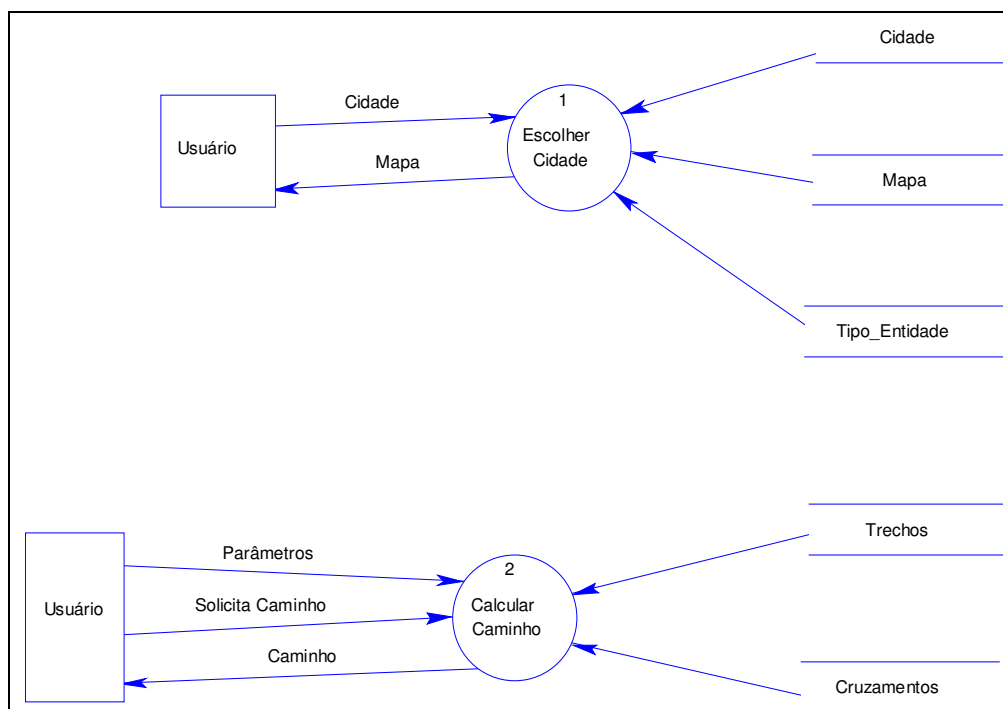 Cidade
1
Cidade
Escolher
Cidade
Usuário
Mapa
Mapa
Tipo_Entidade
Trechos
Parâmetros
2
Solicita Caminho
Calcular
Caminho
Usuário
Caminho
Cruzamentos